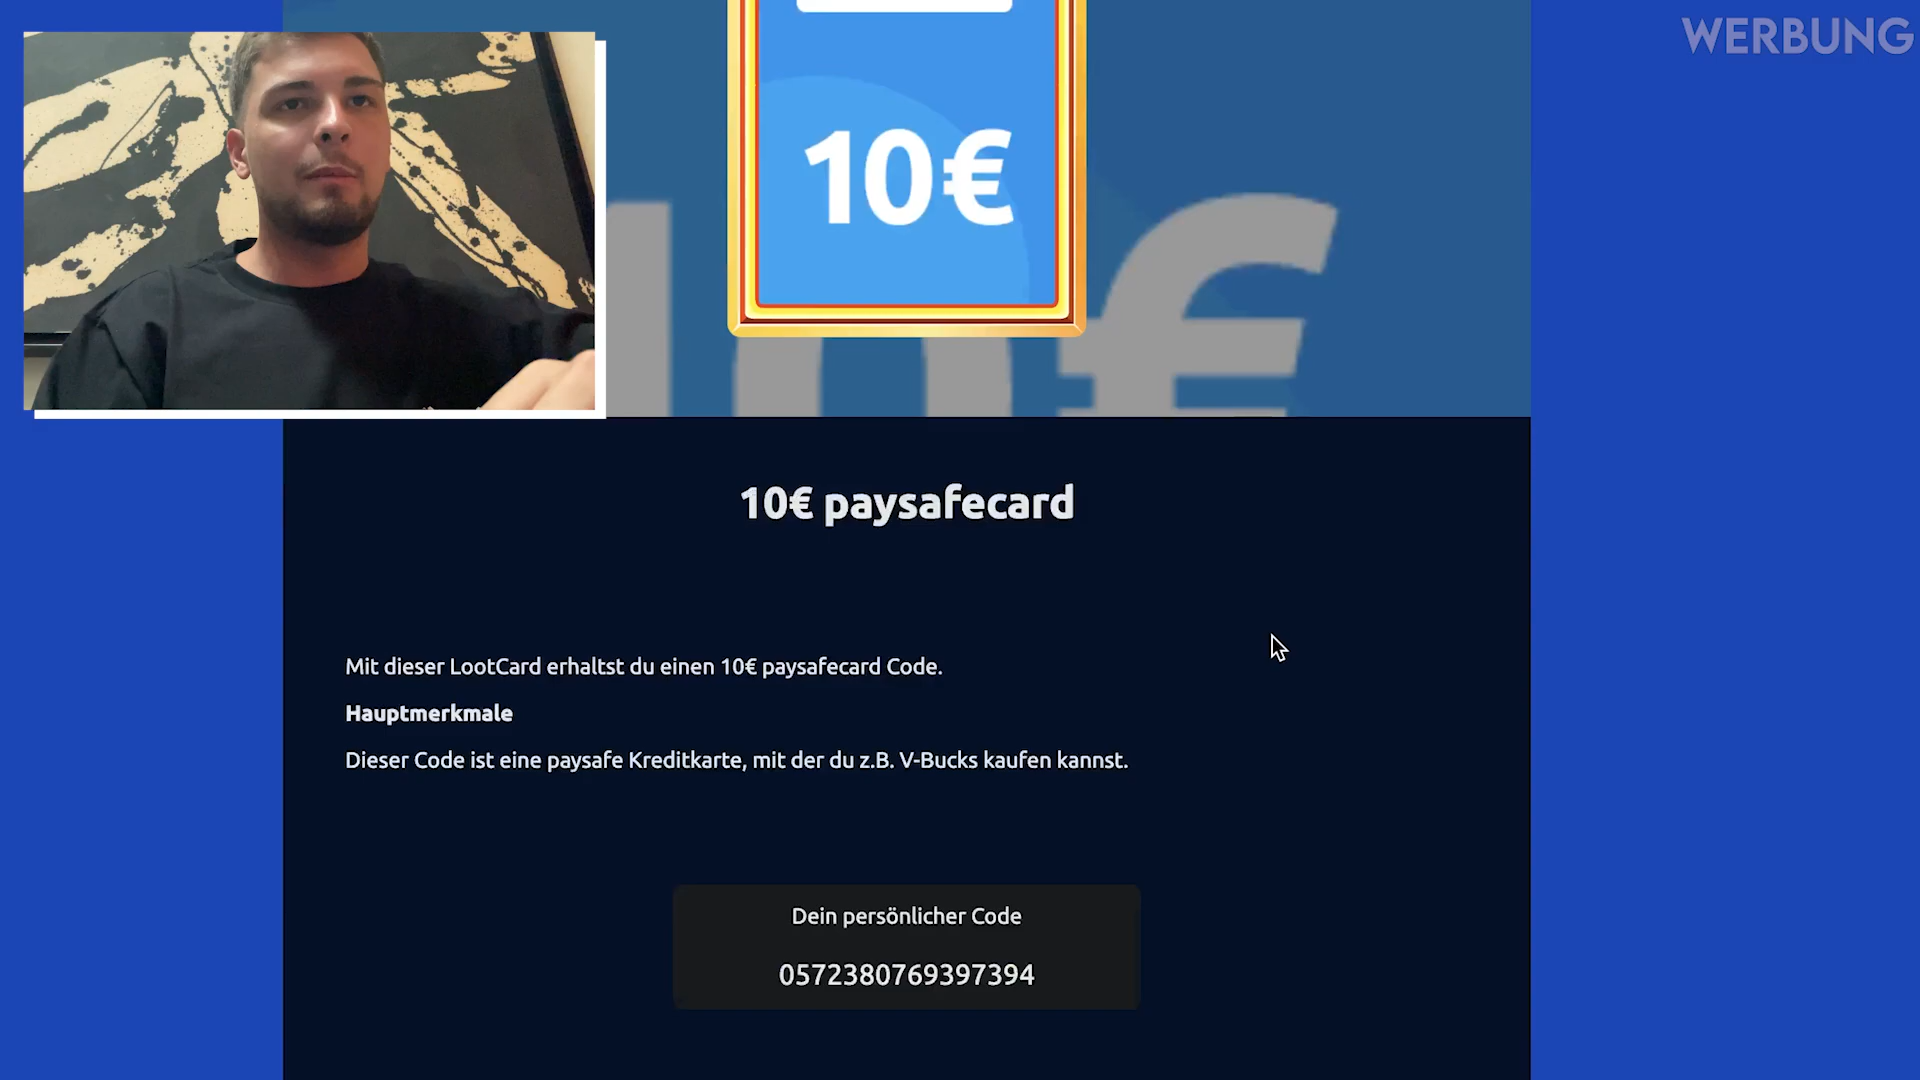 WERBUNG
10€
10€
10€ paysafecard
Mit dieser LootCard erhaltst du einen 10€ paysafecard Code.
Hauptmerkmale
Dieser Code ist eine paysafe Kreditkarte, mit der du z.B. V-Bucks kaufen kannst.
Dein persönlicher Code
0572380769397394